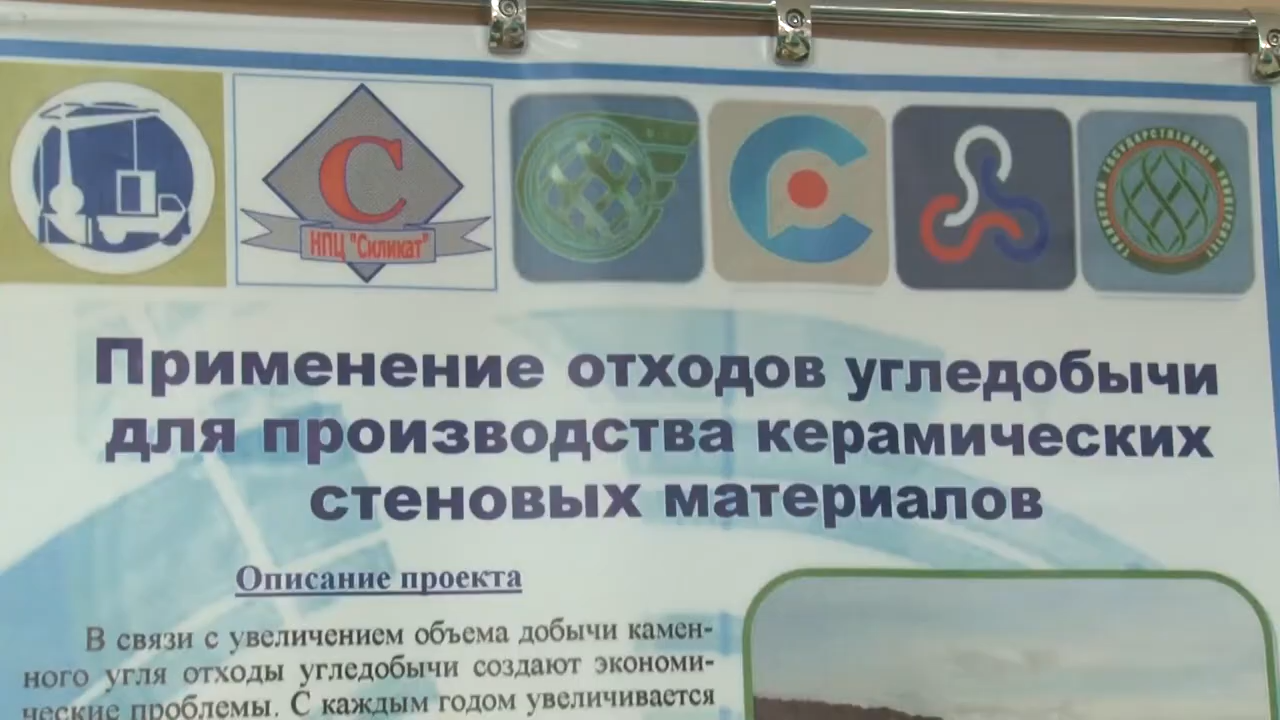 С
НПЦ "Силикат"
Применение отходов угледобычи
для производства керамических
стеновых материалов
Описание проекта
В связи с увеличением объема добычи камен-
ного угля отходы угледобычи создают экономи-
ческие проблемы. С каждым годом увеличивается